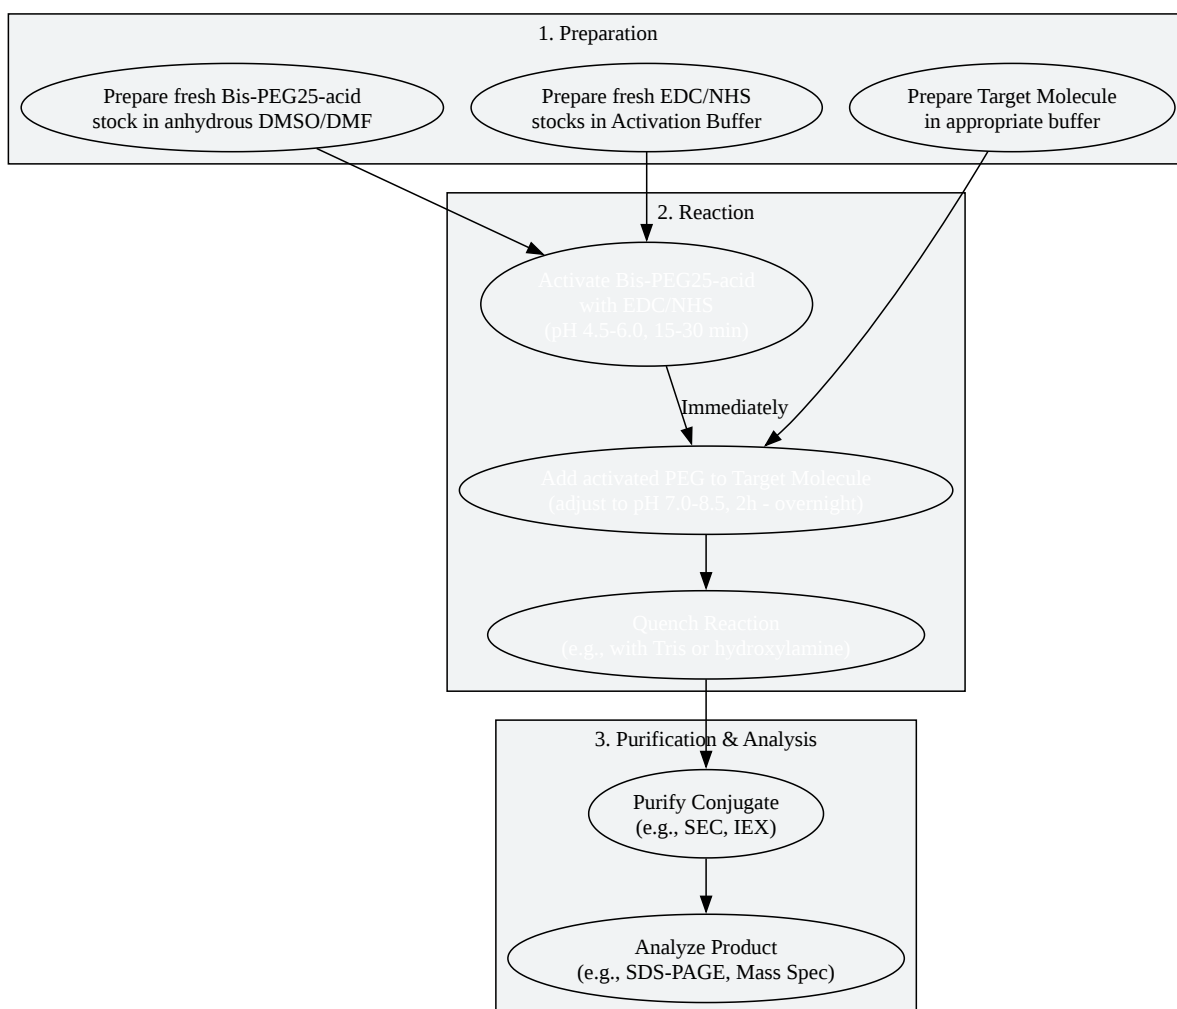 1. Preparation
Prepare fresh Bis-PEG25-acid
stock in anhydrous DMSO/DMF
Prepare fresh EDC/NHS
stocks in Activation Buffer
Prepare Target Molecule
in appropriate buffer
2. Reaction
Activate Bis-PEG25-acid
with EDC/NHS
(pH 4.5-6.0, 15-30 min)
Immediately
Add activated PEG to Target Molecule
(adjust to pH 7.0-8.5, 2h - overnight)
Quench Reaction
(e.g., with Tris or hydroxylamine)
3. Purification & Analysis
Purify Conjugate
(e.g., SEC, IEX)
Analyze Product
(e.g., SDS-PAGE, Mass Spec)